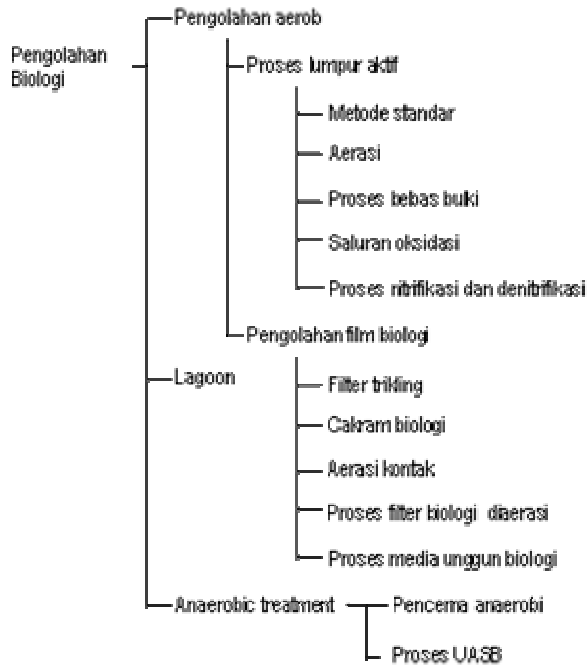 Pengolahan aerob
Pengolahan
Biologi
Proses lumpur aktif
Metode standar
Aerasi
Proses bebas bulki
Saluran oksidasi
Proses nitrifikasi dan denitrifikasi
Pengolahan film biologi
Lagoon
Filter trikling
Cakram biologi
Aerasi kontak
Proses filter biologi diaerasi
Proses media unggun biologi
Anaerobic treatment
Pencerna anaerobi
Proses UASB